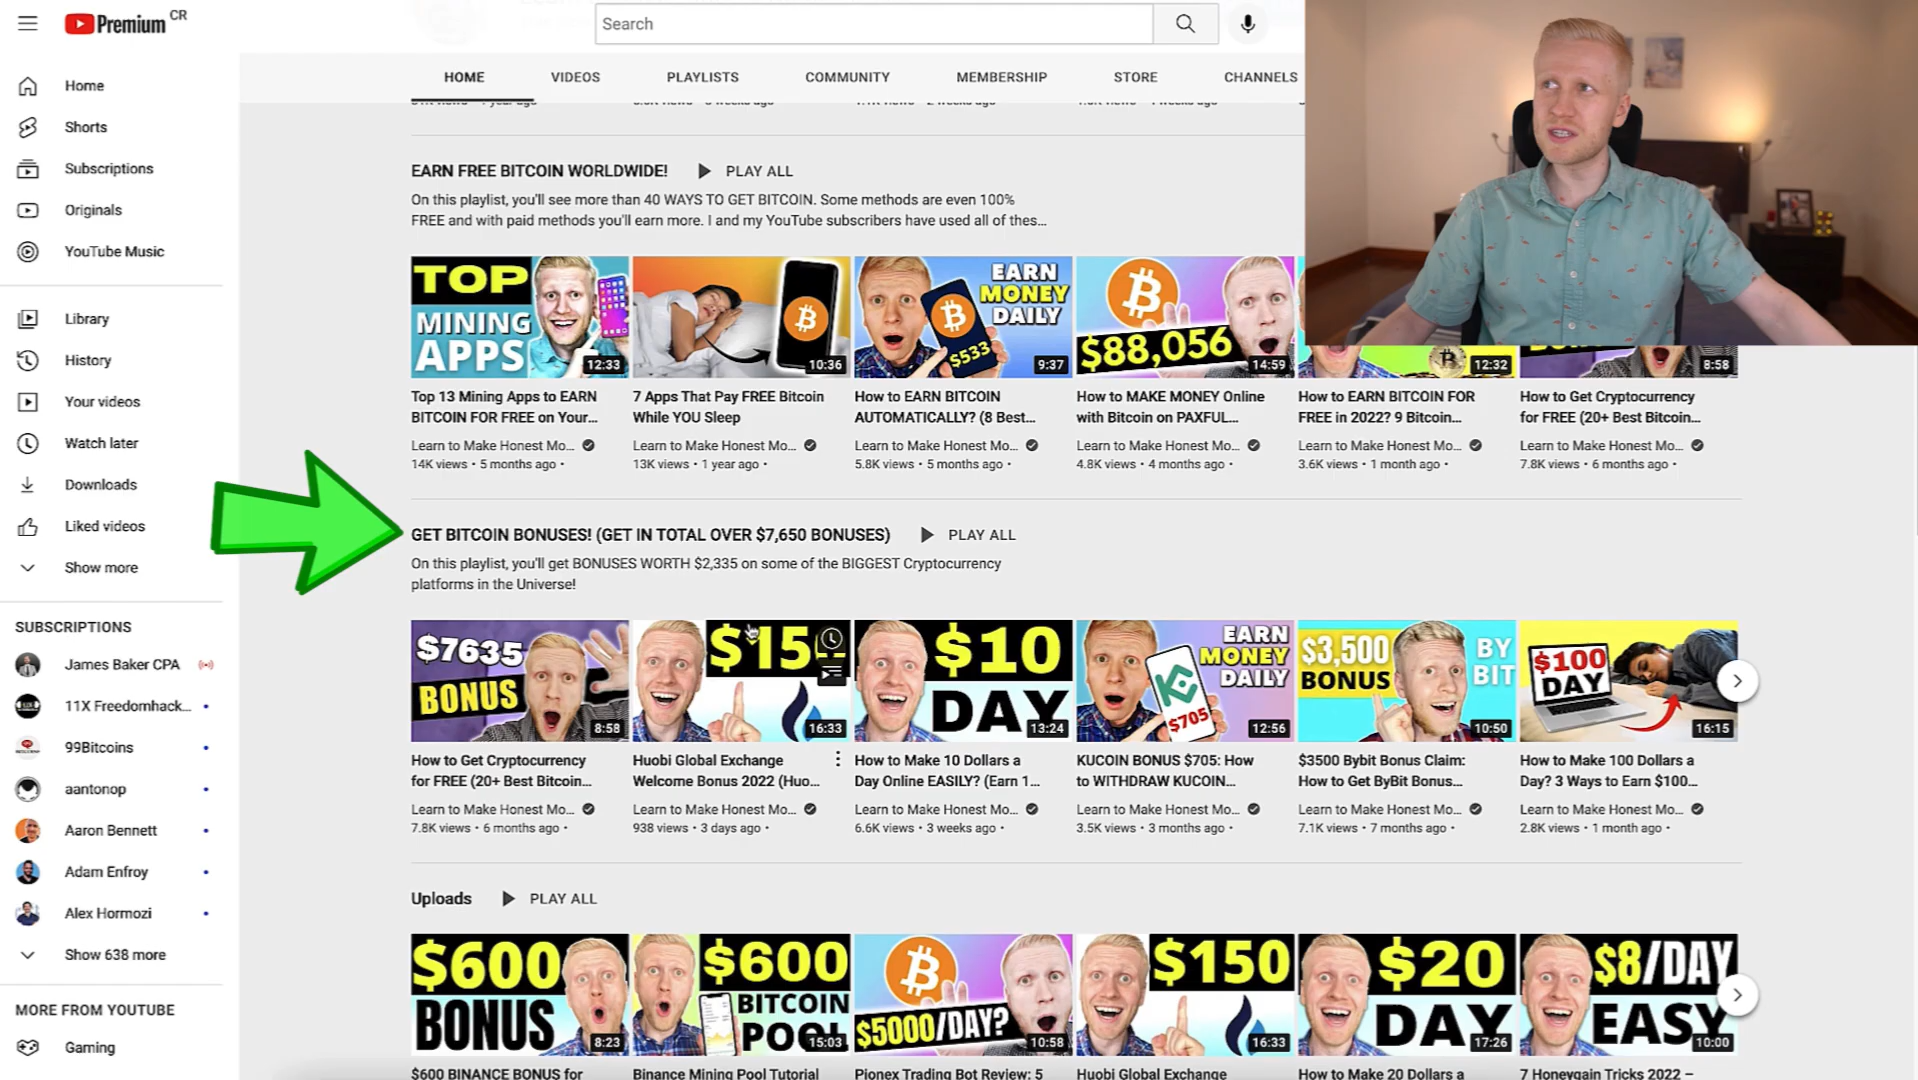 Premium CR
Search
HOME VIDEOS PLAYLISTS COMMUNITY MEMBERSHIP STORE CHANNELS
Home
Shorts
Subscriptions
Originals
YouTube Music
Library
History
Your videos
Watch later
Downloads
Liked videos
Show more
SUBSCRIPTIONS
James Baker CPA
11X Freedomhack...
99Bitcoins
aantonop
Aaron Bennett
Adam Enfroy
Alex Hormozi
Show 638 more
MORE FROM YOUTUBE
Gaming
EARN FREE BITCOIN WORLDWIDE! PLAY ALL
On this playlist, you'll see more than 40 WAYS TO GET BITCOIN. Some methods are even 100%
FREE and with paid methods you'll earn more. I and my YouTube subscribers have used all of thes...
TOP
MINING
APPS
12:33
10:36
EARN
MONEY
DAILY
$533
9:37
$88,056
14:59
12:32
8:58
Top 13 Mining Apps to EARN
BITCOIN FOR FREE on Your...
Learn to Make Honest Mo...
14K views • 5 months ago •
7 Apps That Pay FREE Bitcoin
While YOU Sleep
Learn to Make Honest Mo...
13K views • 1 year ago •
How to EARN BITCOIN
AUTOMATICALLY? (8 Best...
Learn to Make Honest Mo...
5.8K views • 5 months ago •
How to MAKE MONEY Online
with Bitcoin on PAXFUL...
Learn to Make Honest Mo...
4.8K views • 4 months ago •
How to EARN BITCOIN FOR
FREE in 2022? 9 Bitcoin...
Learn to Make Honest Mo...
3.6K views • 1 month ago •
How to Get Cryptocurrency
for FREE (20+ Best Bitcoin...
Learn to Make Honest Mo...
7.8K views • 6 months ago •
GET BITCOIN BONUSES! (GET IN TOTAL OVER $7,650 BONUSES) PLAY ALL
On this playlist, you'll get BONUSES WORTH $2,335 on some of the BIGGEST Cryptocurrency
platforms in the Universe!
$7635
BONUS
8:58
$15
16:33
$10
DAY
13:24
EARN
MONEY
DAILY
$705
12:56
$3,500
BONUS
BY
BIT
10:50
$100
DAY
16:15
How to Get Cryptocurrency
for FREE (20+ Best Bitcoin...
Learn to Make Honest Mo...
7.8K views • 6 months ago •
Huobi Global Exchange
Welcome Bonus 2022 (Huo...
Learn to Make Honest Mo...
938 views • 3 days ago •
How to Make 10 Dollars a
Day Online EASILY? (Earn 1...
Learn to Make Honest Mo...
6.6K views • 3 weeks ago •
KUCOIN BONUS $705: How
to WITHDRAW KUCOIN...
Learn to Make Honest Mo...
3.5K views • 3 months ago •
$3500 Bybit Bonus Claim:
How to Get ByBit Bonus...
Learn to Make Honest Mo...
7.1K views • 7 months ago •
How to Make 100 Dollars a
Day? 3 Ways to Earn $100...
Learn to Make Honest Mo...
2.8K views • 1 month ago •
Uploads PLAY ALL
$600
BONUS
8:23
$600
BITCOIN
POOL
15:03
$5000/DAY?
10:58
$150
16:33
$20
DAY
17:26
$8/DAY
EASY
10:00
$600 BINANCE BONUS for
Binance Mining Pool Tutorial
Pionex Trading Bot Review: 5
Huobi Global Exchange
How to Make 20 Dollars a
7 Honeygain Tricks 2022 –